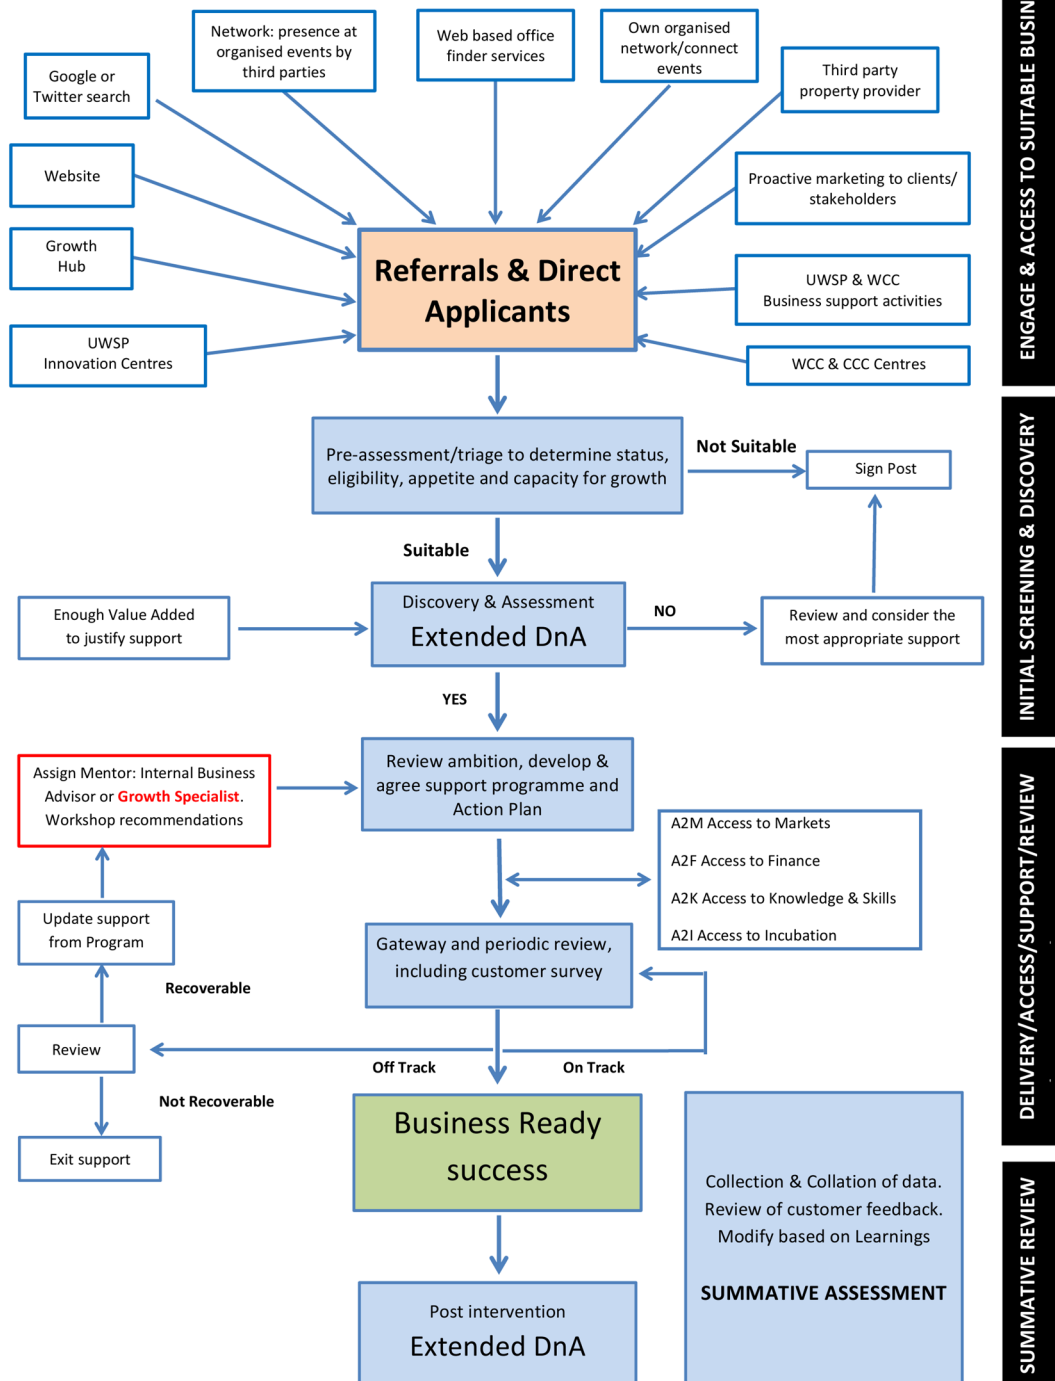 Network: presence at
organised events by
third parties
Web based office
finder services
Own organised
network/connect
events
Google or
Twitter search
Third party
property provider
Website
Proactive marketing to clients/
stakeholders
Growth
Hub
Referrals & Direct
Applicants
UWSP & WCC
Business support activities
UWSP
Innovation Centres
WCC & CCC Centres
ENGAGE & ACCESS TO SUITABLE BUSIN
Pre-assessment/triage to determine status,
eligibility, appetite and capacity for growth
Not Suitable
Sign Post
Suitable
Enough Value Added
to justify support
Discovery & Assessment
Extended DnA
NO
Review and consider the
most appropriate support
YES
INITIAL SCREENING & DISCOVERY
Assign Mentor: Internal Business
Advisor or Growth Specialist.
Workshop recommendations
Review ambition, develop &
agree support programme and
Action Plan
A2M Access to Markets
A2F Access to Finance
A2K Access to Knowledge & Skills
A2I Access to Incubation
Update support
from Program
Gateway and periodic review,
including customer survey
Recoverable
Review
Off Track
On Track
Not Recoverable
Exit support
DELIVERY/ACCESS/SUPPORT/REVIEW
Business Ready
success
Collection & Collation of data.
Review of customer feedback.
Modify based on Learnings
SUMMATIVE ASSESSMENT
Post intervention
Extended DnA
SUMMATIVE REVIEW